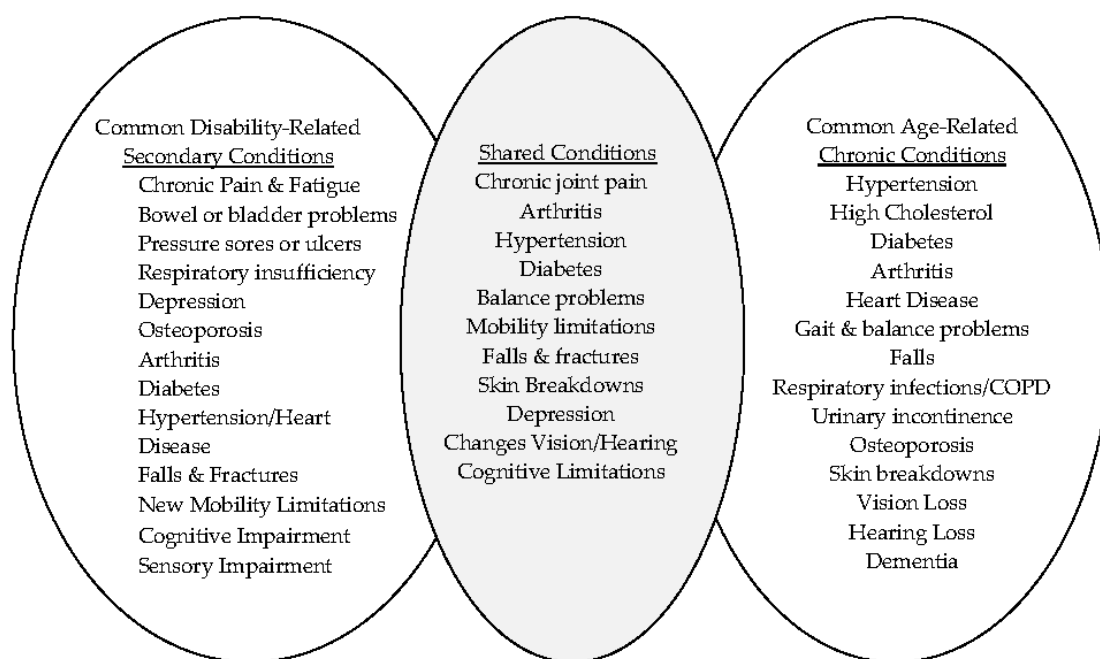 Common Disability-Related
Secondary Conditions
Chronic Pain & Fatigue
Bowel or bladder problems
Pressure sores or ulcers
Respiratory insufficiency
Depression
Osteoporosis
Arthritis
Diabetes
Hypertension/Heart
Disease
Falls & Fractures
New Mobility Limitations
Cognitive Impairment
Sensory Impairment
Shared Conditions
Chronic joint pain
Arthritis
Hypertension
Diabetes
Balance problems
Mobility limitations
Falls & fractures
Skin Breakdowns
Depression
Changes Vision/Hearing
Cognitive Limitations
Common Age-Related
Chronic Conditions
Hypertension
High Cholesterol
Diabetes
Arthritis
Heart Disease
Gait & balance problems
Falls
Respiratory infections/COPD
Urinary incontinence
Osteoporosis
Skin breakdowns
Vision Loss
Hearing Loss
Dementia